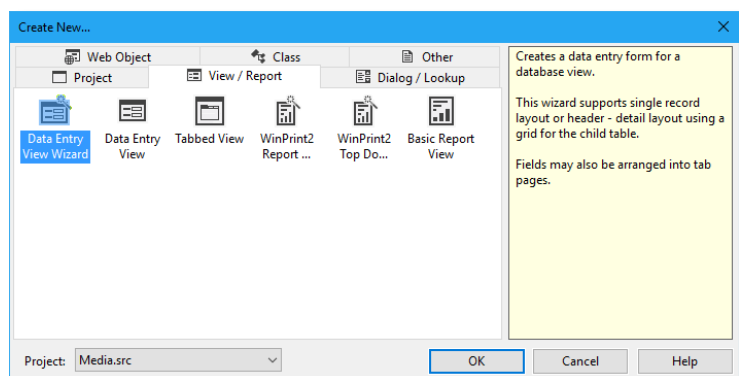 Create New...
Web Object
Class
Other
Project
View / Report
Dialog / Lookup
Data Entry
View Wizard
Data Entry
View
Tabbed View
WinPrint2
Report ...
WinPrint2
Top Do...
Basic Report
View
Creates a data entry form for a
database view.
This wizard supports single record
layout or header - detail layout using a
grid for the child table.
Fields may also be arranged into tab
pages.
Project:
Media.src
OK
Cancel
Help